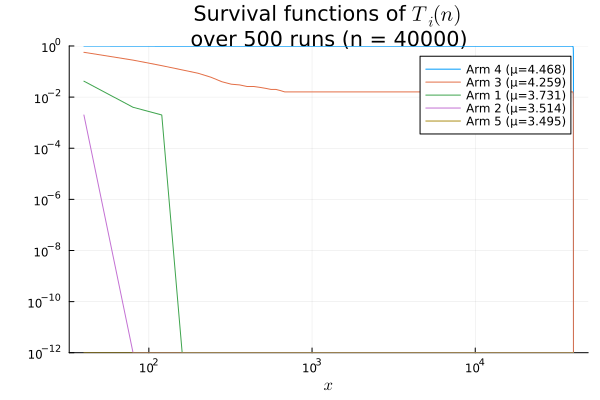 Survival functions of T_i(n)
over 500 runs (n = 40000)
10^0
10^-2
10^-4
10^-6
10^-8
10^-10
10^-12
Arm 4 (μ=4.468)
Arm 3 (μ=4.259)
Arm 1 (μ=3.731)
Arm 2 (μ=3.514)
Arm 5 (μ=3.495)
10^2
10^3
10^4
x